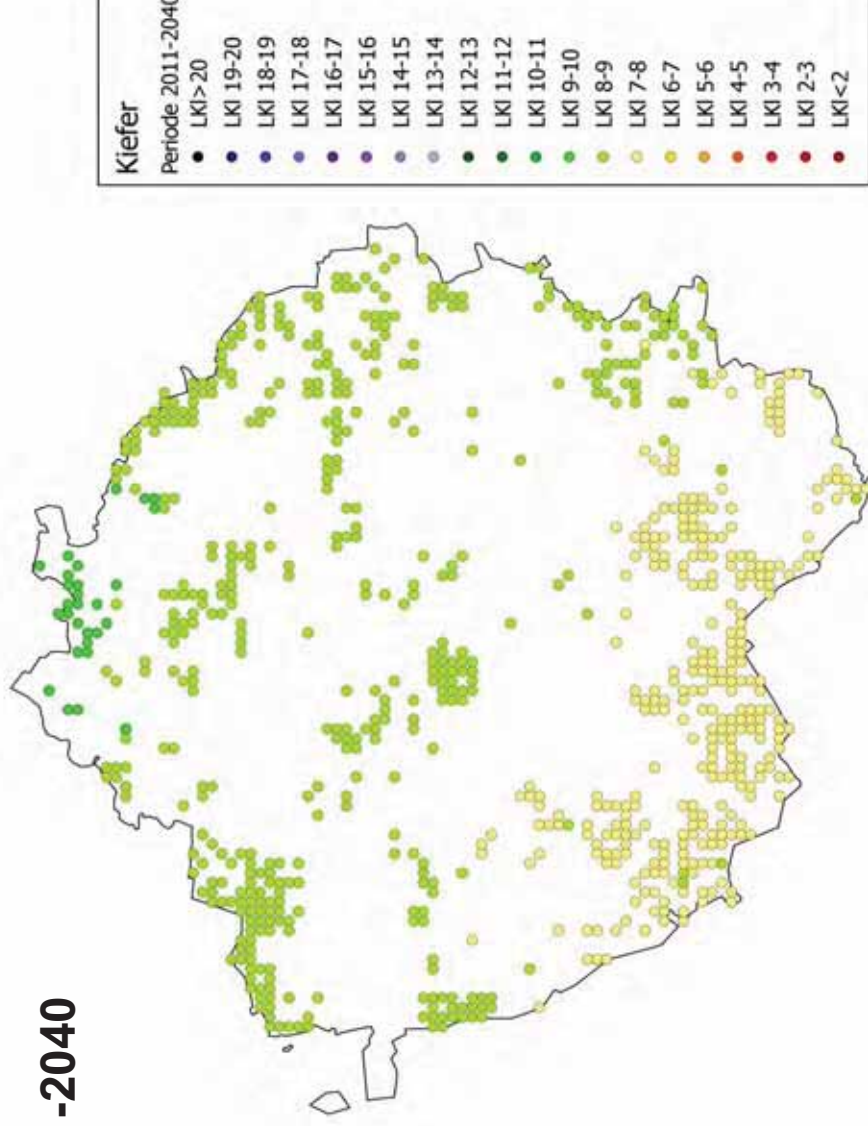 -2040
Kiefer
Periode 2011-2040
LKI>20
LKI 19-20
LKI 18-19
LKI 17-18
LKI 16-17
LKI 15-16
LKI 14-15
LKI 13-14
LKI 12-13
LKI 11-12
LKI 10-11
LKI 9-10
LKI 8-9
LKI 7-8
LKI 6-7
LKI 5-6
LKI 4-5
LKI 3-4
LKI 2-3
LKI<2